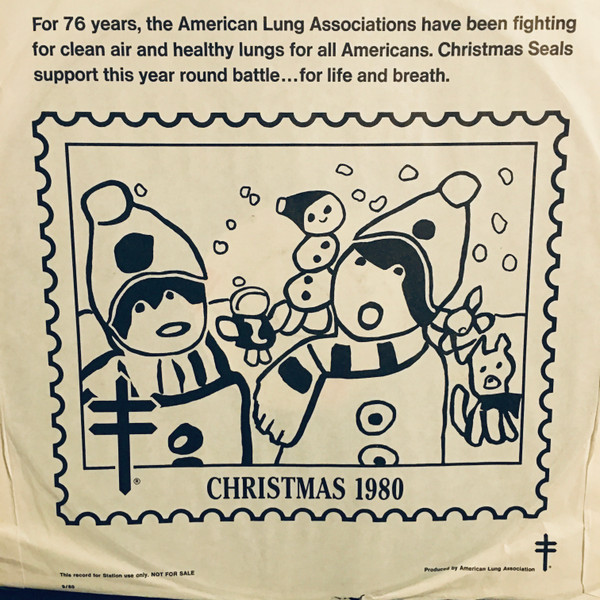 For 76 years, the American Lung Associations have been fighting
for clean air and healthy lungs for all Americans. Christmas Seals
support this year round battle...for life and breath.
®
CHRISTMAS 1980
®
This record for Station use only. NOT FOR SALE
Produced by American Lung Association
9/80